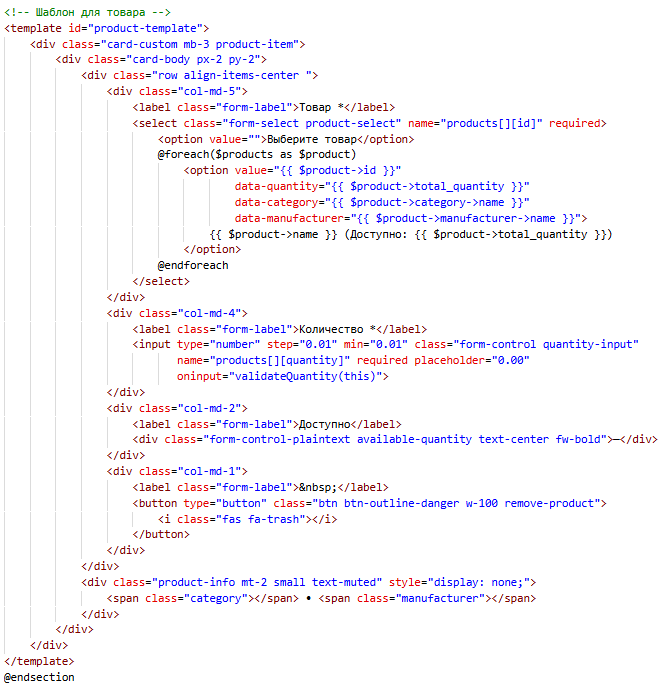 <!-- Шаблон для товара -->
<template id="product-template">
    <div class="card-custom mb-3 product-item">
        <div class="card-body px-2 py-2">
            <div class="row align-items-center ">
                <div class="col-md-5">
                    <label class="form-label">Товар *</label>
                    <select class="form-select product-select" name="products[][id]" required>
                        <option value="">Выберите товар</option>
                        @foreach($products as $product)
                            <option value="{{ $product->id }}"
                                    data-quantity="{{ $product->total_quantity }}"
                                    data-category="{{ $product->category->name }}"
                                    data-manufacturer="{{ $product->manufacturer->name }}">
                                {{ $product->name }} (Доступно: {{ $product->total_quantity }})
                            </option>
                        @endforeach
                    </select>
                </div>
                <div class="col-md-4">
                    <label class="form-label">Количество *</label>
                    <input type="number" step="0.01" min="0.01" class="form-control quantity-input"
                           name="products[][quantity]" required placeholder="0.00"
                           oninput="validateQuantity(this)">
                </div>
                <div class="col-md-2">
                    <label class="form-label">Доступно</label>
                    <div class="form-control-plaintext available-quantity text-center fw-bold">—</div>
                </div>
                <div class="col-md-1">
                    <label class="form-label">&nbsp;</label>
                    <button type="button" class="btn btn-outline-danger w-100 remove-product">
                        <i class="fas fa-trash"></i>
                    </button>
                </div>
            </div>
            <div class="product-info mt-2 small text-muted" style="display: none;">
                <span class="category"></span> • <span class="manufacturer"></span>
            </div>
        </div>
    </div>
</template>
@endsection